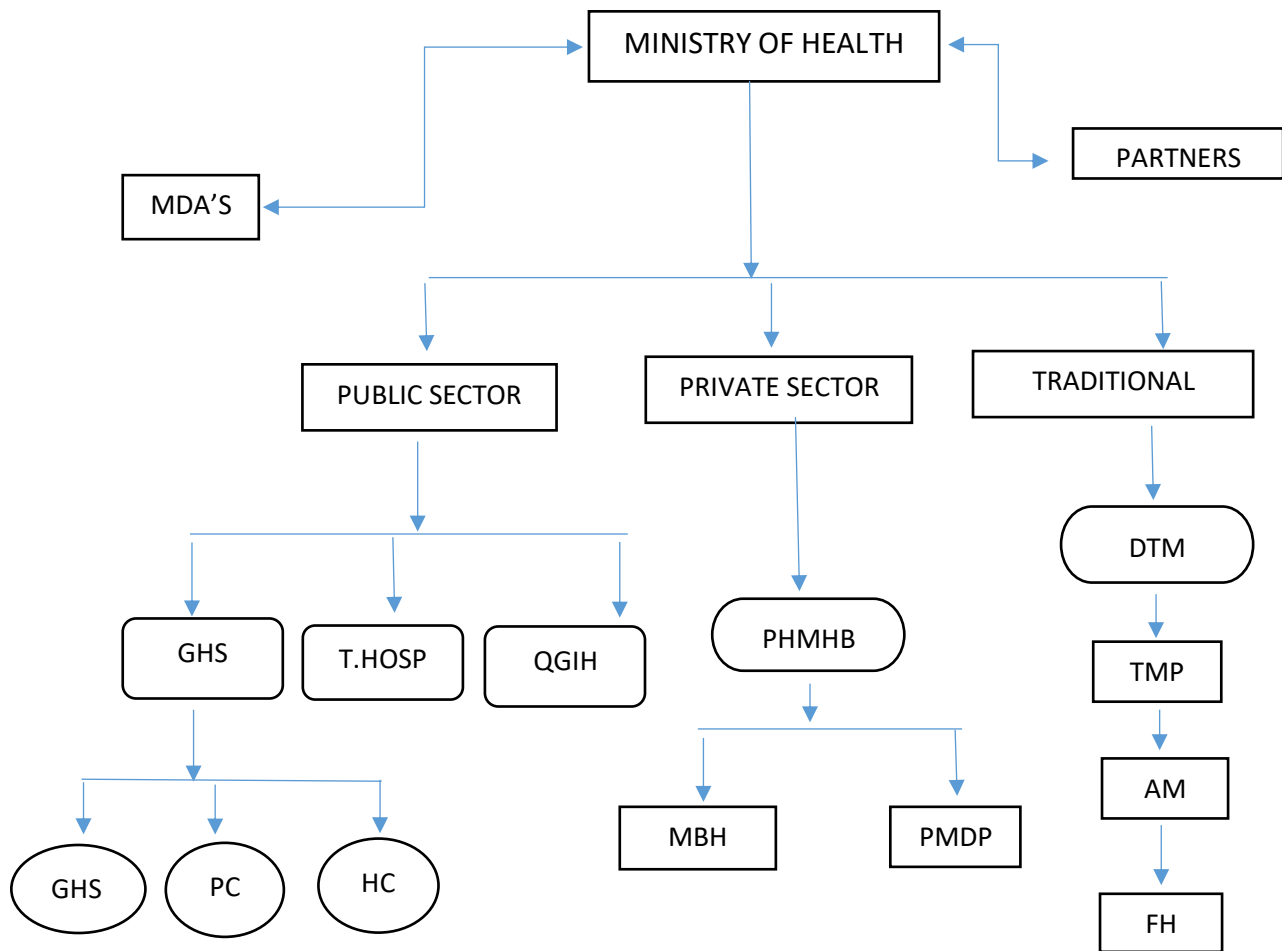 MINISTRY OF HEALTH
PARTNERS
MDA’S
PUBLIC SECTOR
PRIVATE SECTOR
TRADITIONAL
DTM
GHS
T.HOSP
QGIH
PHMHB
TMP
AM
MBH
PMDP
GHS
PC
HC
FH